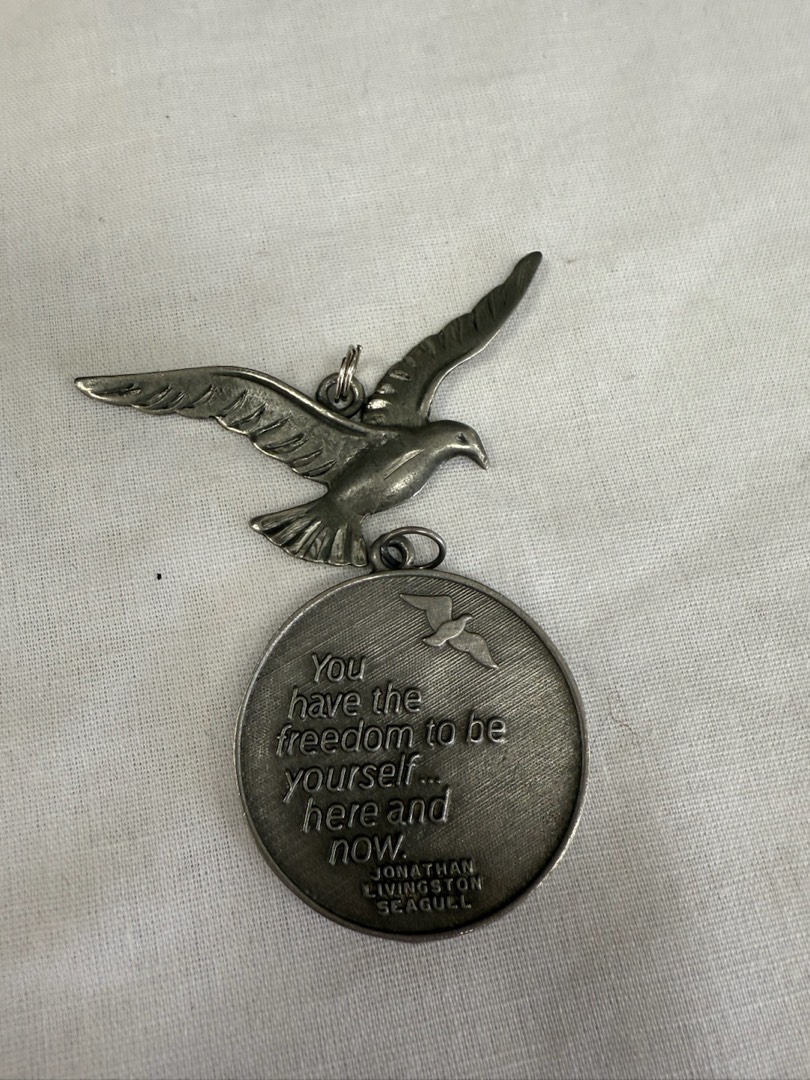 You
have the
freedom to be
yourself...
here and
now.
JONATHAN
LIVINGSTON
SEAGULL